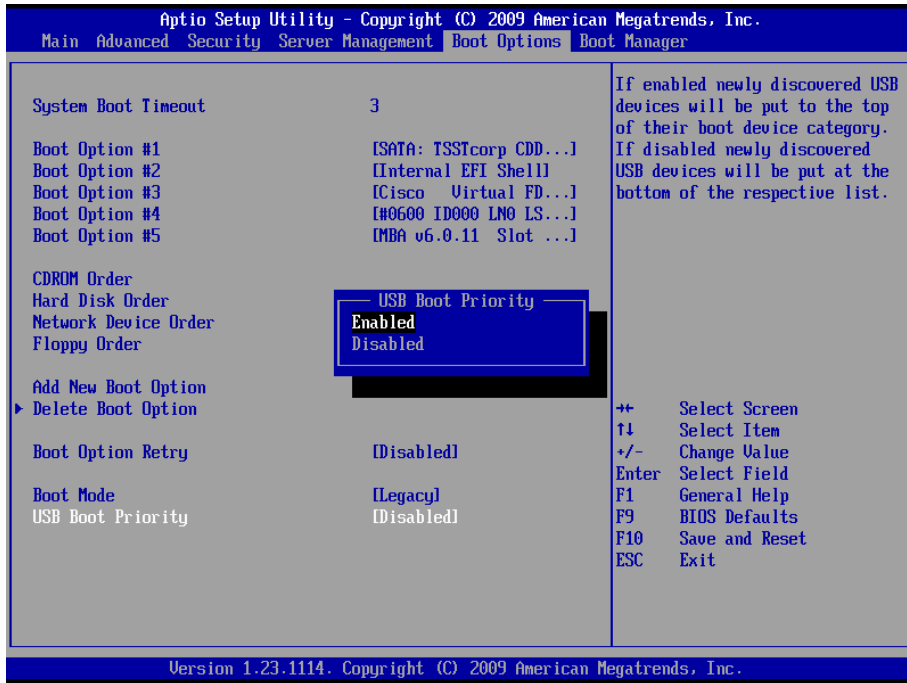 Aptio Setup Utility - Copyright (C) 2009 American Megatrends, Inc.
Main Advanced Security Server Management Boot Options Boot Manager
System Boot Timeout 3
Boot Option #1 [SATA: TSSTcorp CDD...]
Boot Option #2 [Internal EFI Shell]
Boot Option #3 [Cisco Virtual FD...]
Boot Option #4 [#0600 ID000 LN0 LS...]
Boot Option #5 [MBA v6.0.11 Slot ...]
CDROM Order
Hard Disk Order
Network Device Order
Floppy Order
Add New Boot Option
Delete Boot Option
Boot Option Retry [Disabled]
Boot Mode [Legacy]
USB Boot Priority [Disabled]
USB Boot Priority
Enabled
Disabled
If enabled newly discovered USB
devices will be put to the top
of their boot device category.
If disabled newly discovered
USB devices will be put at the
bottom of the respective list.
→← Select Screen
↑↓ Select Item
+/- Change Value
Enter Select Field
F1 General Help
F9 BIOS Defaults
F10 Save and Reset
ESC Exit
Version 1.23.1114. Copyright (C) 2009 American Megatrends, Inc.